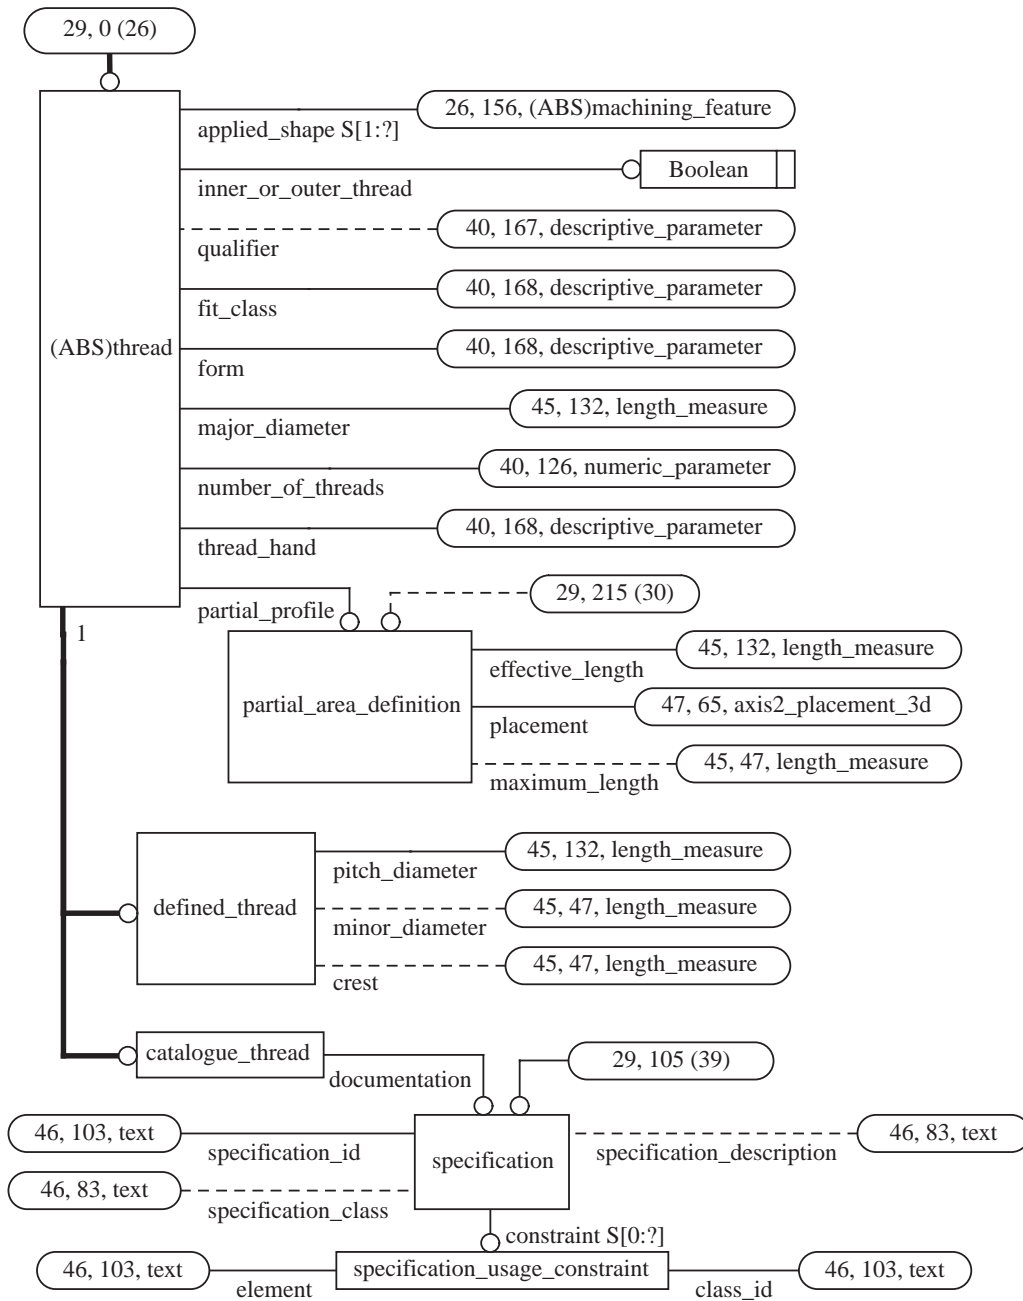 29, 0 (26)
26, 156, (ABS)machining_feature
applied_shape S[1:?]
Boolean
inner_or_outer_thread
40, 167, descriptive_parameter
qualifier
40, 168, descriptive_parameter
fit_class
(ABS)thread
40, 168, descriptive_parameter
form
45, 132, length_measure
major_diameter
40, 126, numeric_parameter
number_of_threads
40, 168, descriptive_parameter
thread_hand
29, 215 (30)
partial_profile
1
45, 132, length_measure
effective_length
partial_area_definition
47, 65, axis2_placement_3d
placement
45, 47, length_measure
maximum_length
45, 132, length_measure
pitch_diameter
defined_thread
45, 47, length_measure
minor_diameter
45, 47, length_measure
crest
catalogue_thread
documentation
29, 105 (39)
46, 103, text
specification_id
specification
specification_description
46, 83, text
46, 83, text
specification_class
constraint S[0:?]
46, 103, text
element
specification_usage_constraint
class_id
46, 103, text